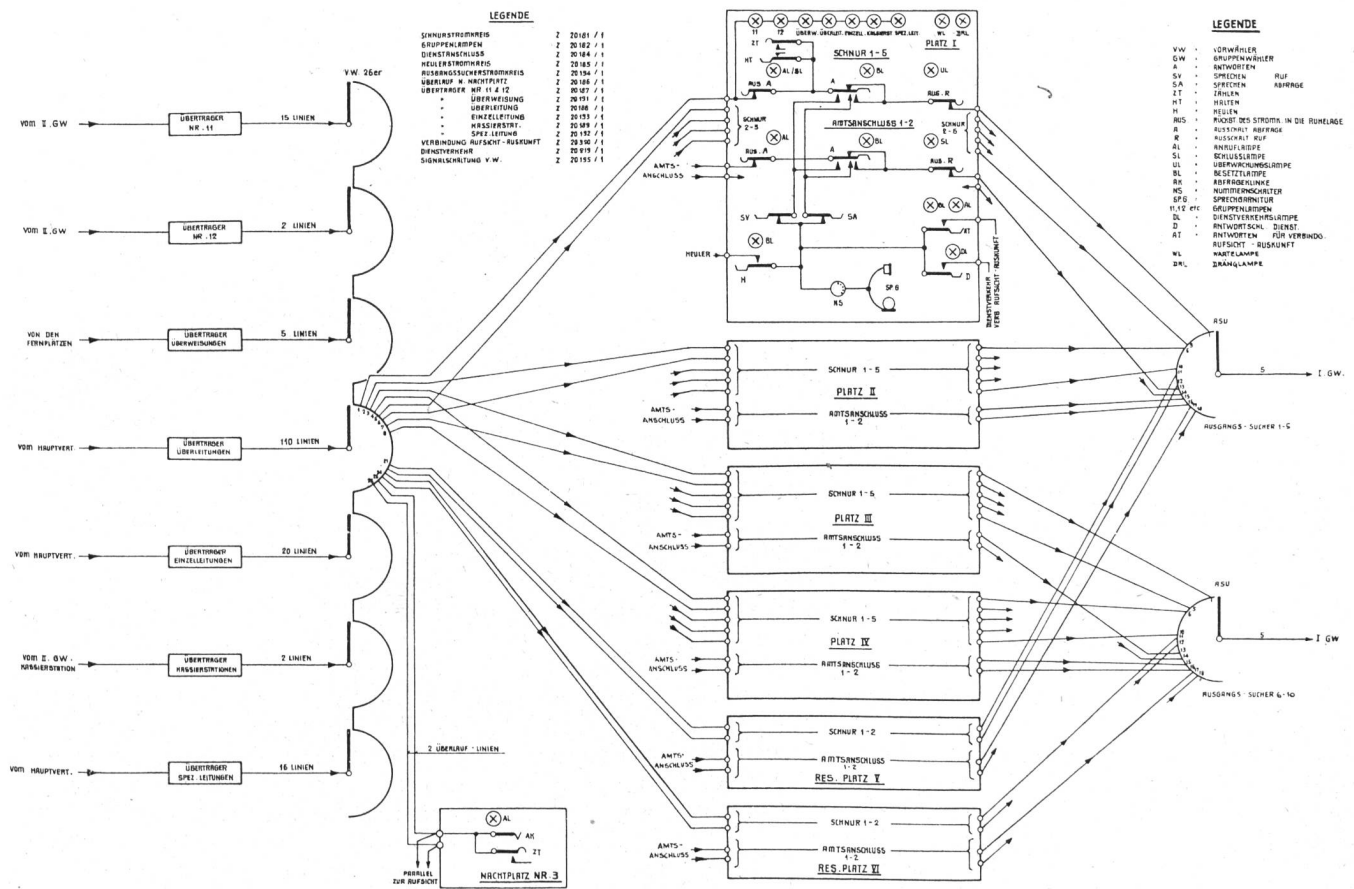 LEGENDE
SCHNURSTROMKREIS Z 20181 / 1
GRUPPENLAMPEN Z 20182 / 1
DIENSTANSCHLUSS Z 20184 / 1
HEULERSTROMKREIS Z 20185 / 1
AUSGANGSSUCHERSTROMKREIS Z 20194 / 1
ÜBERLAUF N. NACHTPLATZ Z 20186 / 1
ÜBERTRAGER NR 11 & 12 Z 20187 / 1
" ÜBERWEISUNG Z 20191 / 1
" ÜBERLEITUNG Z 20188 / 1
" EINZELLEITUNG Z 20193 / 1
" KASSIERSTAT. Z 20189 / 1
" SPEZ. LEITUNG Z 20192 / 1
VERBINDUNG AUFSICHT - AUSKUNFT
DIENSTVERKEHR
SIGNALSCHALTUNG V.W. Z 20195 / 1
LEGENDE
VW · VORWÄHLER
GW · GRUPPENWÄHLER
A · ANTWORTEN
SV · SPRECHEN RUF
SA · SPRECHEN ABFRAGE
ZT · ZÄHLEN
HT · HALTEN
H · HEULEN
AUS · RÜCKST DES STROMK. IN DIE RUHELAGE
A · AUSSCHALT ABFRAGE
R · AUSSCHALT RUF
AL · ANRUFLAMPE
SL · SCHLUSSLAMPE
UL · ÜBERWACHUNGSLAMPE
BL · BESETZTLAMPE
AK · ABFRAGEKLINKE
NS · NUMMERNSCHALTER
SPG · SPRECHGARNITUR
11,12 etc GRUPPENLAMPEN
DL · DIENSTVERKEHRSLAMPE
D · ANTWORTSCHL. DIENST.
AT · ANTWORTEN FÜR VERBINDG.
AUFSICHT - AUSKUNFT
WL WARTELAMPE
DRL DRÄNGLAMPE
V.W. 26er
VOM II.GW
ÜBERTRAGER
NR. 11
15 LINIEN
VOM II.GW
ÜBERTRAGER
NR. 12
2 LINIEN
VON DEN
FERNPLÄTZEN
ÜBERTRAGER
ÜBERWEISUNGEN
5 LINIEN
VOM HAUPTVERT.
ÜBERTRAGER
ÜBERLEITUNGEN
110 LINIEN
VOM HAUPTVERT.
ÜBERTRAGER
EINZELLEITUNGEN
20 LINIEN
VOM II. GW.
KASSIERSTATION
ÜBERTRAGER
KASSIERSTATIONEN
2 LINIEN
VOM HAUPTVERT.
ÜBERTRAGER
SPEZ. LEITUNGEN
16 LINIEN
2 ÜBERLAUF - LINIEN
AL
AK
ZT
PARALLEL
ZUR AUFSICHT
NACHTPLATZ NR. 3
11 12 ÜBERW. ÜBERLEIT. EINZELL. SPEZ.LEIT. WL DRL
PLATZ I
ZT
HT
AL/BL
SCHNUR 1-5
BL
UL
AUS A
A
AUS. R
SCHNUR
2-5
AL
AMTSANSCHLUSS 1-2
BL
SL
SCHNUR
AUS. A
A
AUS. R
AMTS-
ANSCHLUSS
SV
SA
BL
AL
AT
DL
D
HEULER
BL
H
NS
SPG
DIENSTVERKEHR
VERB AUFSICHT-AUSKUNFT
SCHNUR 1-5
PLATZ II
AMTS-
ANSCHLUSS
AMTSANSCHLUSS
1-2
SCHNUR 1-5
PLATZ III
AMTS-
ANSCHLUSS
AMTSANSCHLUSS
1-2
SCHNUR 1-5
PLATZ IV
AMTS-
ANSCHLUSS
AMTSANSCHLUSS
1-2
SCHNUR 1-2
AMTS-
ANSCHLUSS
AMTSANSCHLUSS
1-2
RES. PLATZ V
SCHNUR 1-2
AMTS-
ANSCHLUSS
AMTSANSCHLUSS
1-2
RES. PLATZ VI
ASU
5
I.GW.
AUSGANGS - SUCHER 1-5
ASU
5
I GW
AUSGANGS - SUCHER 6-10